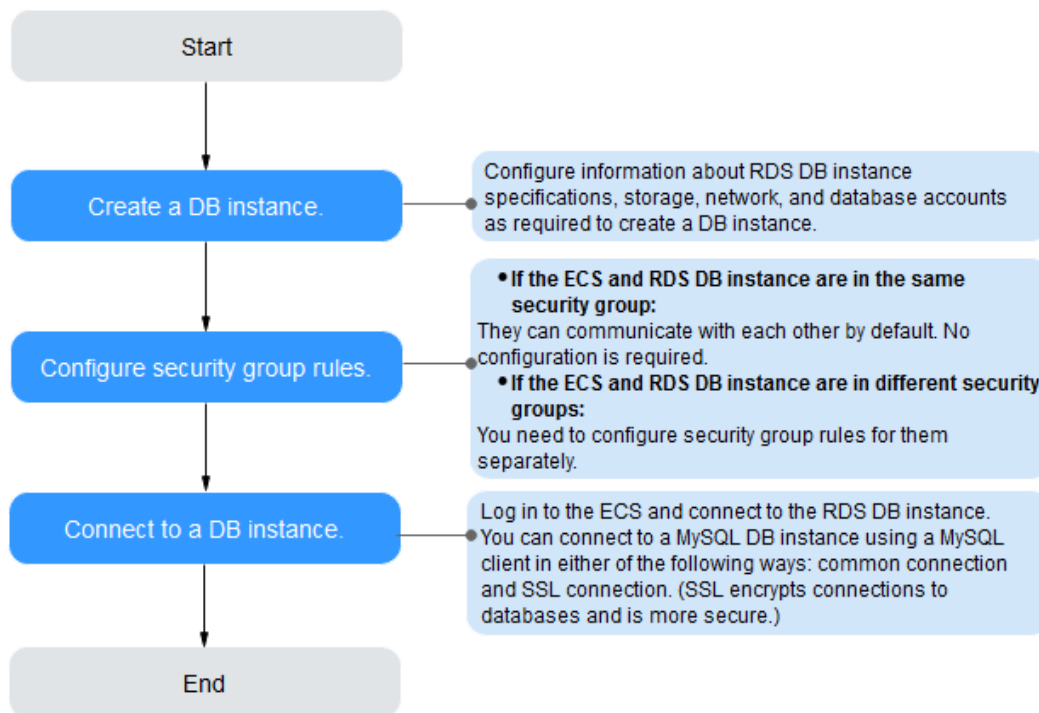 Start
Create a DB instance.
Configure information about RDS DB instance
specifications, storage, network, and database accounts
as required to create a DB instance.
Configure security group rules.
• If the ECS and RDS DB instance are in the same
security group:
They can communicate with each other by default. No
configuration is required.
• If the ECS and RDS DB instance are in different security
groups:
You need to configure security group rules for them
separately.
Connect to a DB instance.
Log in to the ECS and connect to the RDS DB instance.
You can connect to a MySQL DB instance using a MySQL
client in either of the following ways: common connection
and SSL connection. (SSL encrypts connections to
databases and is more secure.)
End